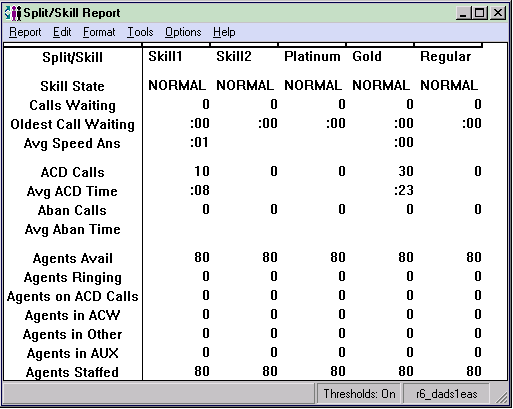 Split/Skill Report
Report Edit Format Tools Options Help
Split/Skill Skill1 Skill2 Platinum Gold Regular
Skill State NORMAL NORMAL NORMAL NORMAL NORMAL
Calls Waiting 0 0 0 0 0
Oldest Call Waiting :00 :00 :00 :00 :00
Avg Speed Ans :01 :00
ACD Calls 10 0 0 30 0
Avg ACD Time :08 :23
Aban Calls 0 0 0 0 0
Avg Aban Time
Agents Avail 80 80 80 80 80
Agents Ringing 0 0 0 0 0
Agents on ACD Calls 0 0 0 0 0
Agents in ACW 0 0 0 0 0
Agents in Other 0 0 0 0 0
Agents in AUX 0 0 0 0 0
Agents Staffed 80 80 80 80 80
Thresholds: On r6_dads1eas